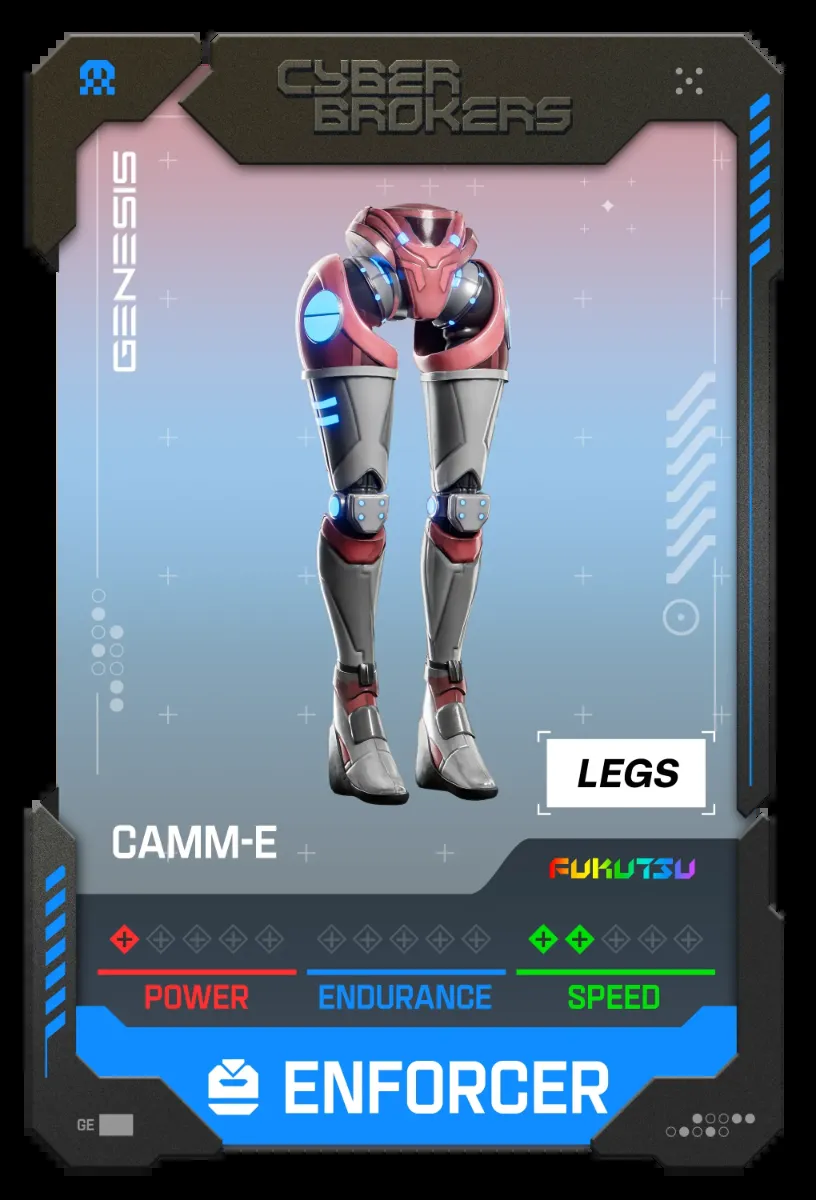 CYBER
BROKERS
GENESIS
LEGS
CAMM-E
FUKUTSU
POWER
ENDURANCE
SPEED
ENFORCER
GE